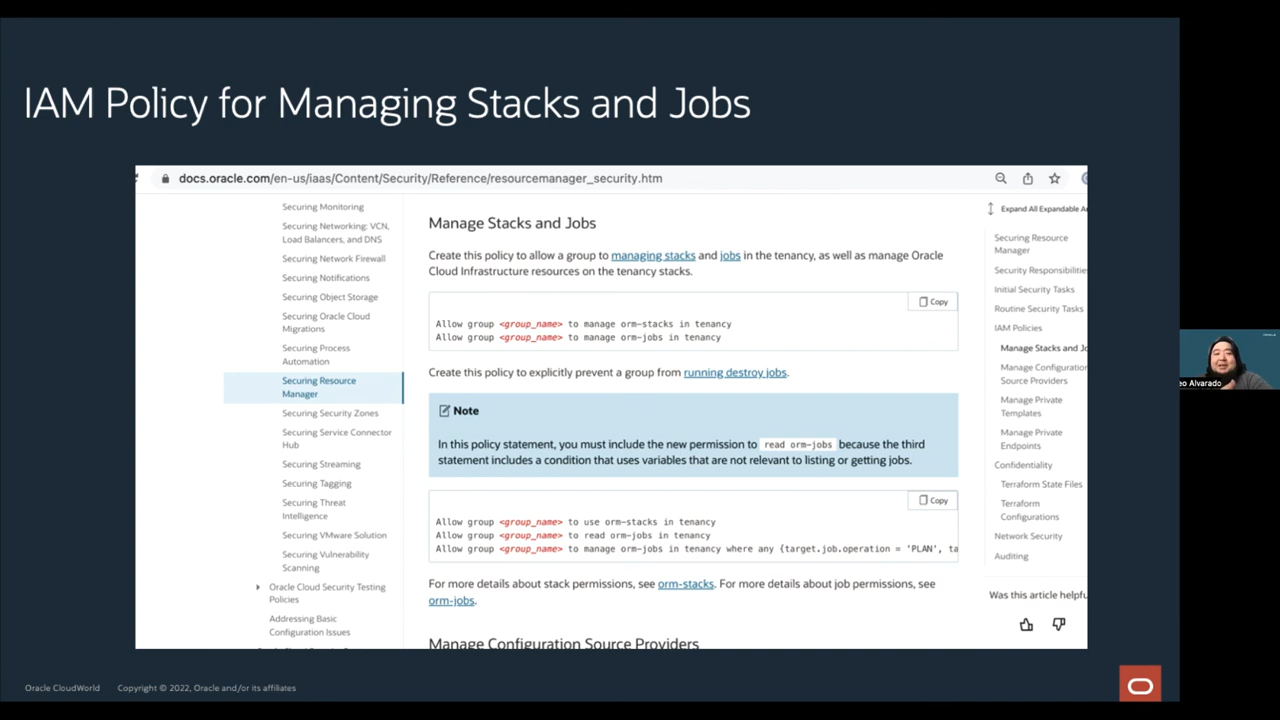 IAM Policy for Managing Stacks and Jobs
docs.oracle.com/en-us/iaas/Content/Security/Reference/resourcemanager_security.htm
Securing Monitoring
Securing Networking: VCN,
Load Balancers, and DNS
Securing Network Firewall
Securing Notifications
Securing Object Storage
Securing Oracle Cloud
Migrations
Securing Process
Automation
Securing Resource
Manager
Securing Security Zones
Securing Service Connector
Hub
Securing Streaming
Securing Tagging
Securing Threat
Intelligence
Securing VMware Solution
Securing Vulnerability
Scanning
Oracle Cloud Security Testing
Policies
Addressing Basic
Configuration Issues
Manage Stacks and Jobs
Create this policy to allow a group to managing stacks and jobs in the tenancy, as well as manage Oracle
Cloud Infrastructure resources on the tenancy stacks.
Copy
Allow group <group_name> to manage orm-stacks in tenancy
Allow group <group_name> to manage orm-jobs in tenancy
Create this policy to explicitly prevent a group from running destroy jobs.
Note
In this policy statement, you must include the new permission to read orm-jobs because the third
statement includes a condition that uses variables that are not relevant to listing or getting jobs.
Copy
Allow group <group_name> to use orm-stacks in tenancy
Allow group <group_name> to read orm-jobs in tenancy
Allow group <group_name> to manage orm-jobs in tenancy where any {target.job.operation = 'PLAN', ta
For more details about stack permissions, see orm-stacks. For more details about job permissions, see
orm-jobs.
Manage Configuration Source Providers
Expand All Expandable Ar
Securing Resource
Manager
Security Responsibilities
Initial Security Tasks
Routine Security Tasks
IAM Policies
Manage Stacks and Jo
Manage Configuration
Source Providers
Manage Private
Templates
Manage Private
Endpoints
Confidentiality
Terraform State Files
Terraform
Configurations
Network Security
Auditing
Was this article helpfu
eo Alvarado
Oracle CloudWorld
Copyright © 2022, Oracle and/or its affiliates